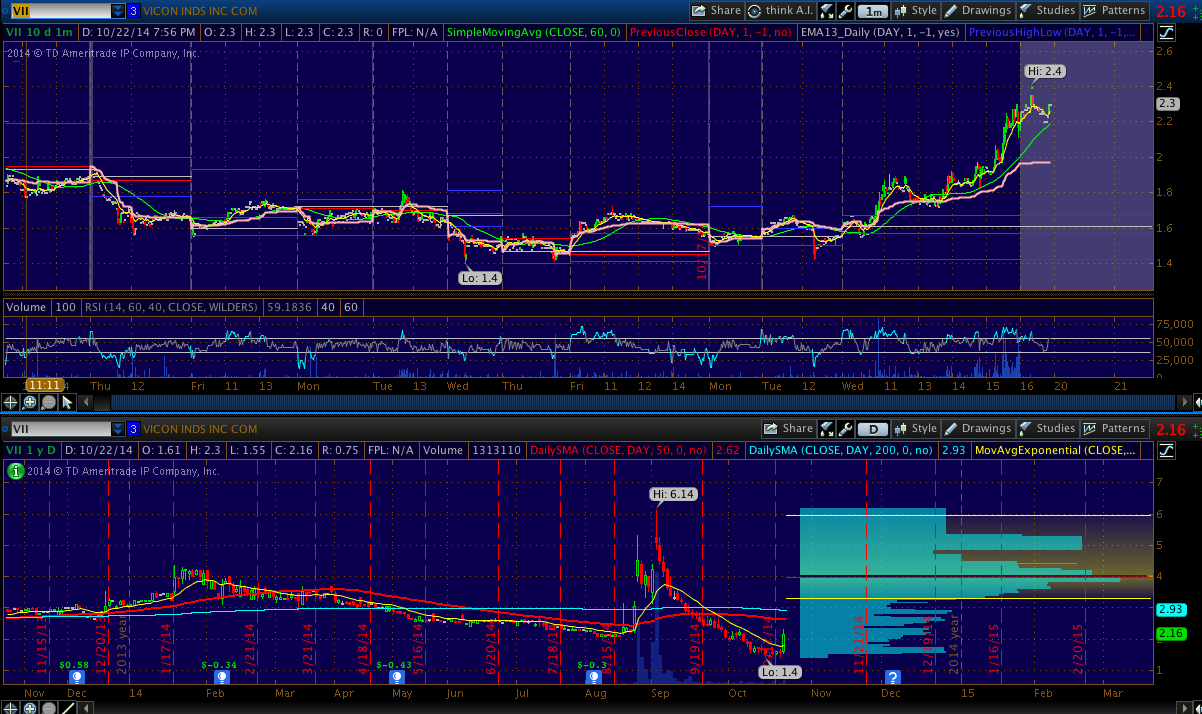 VII 3 VICON INDS INC COM Share think A.I. 1m Style Drawings Studies Patterns 2.16
VII 10 d 1m D: 10/22/14 7:56 PM O: 2.3 H: 2.3 L: 2.3 C: 2.3 R: 0 FPL: N/A SimpleMovingAvg (CLOSE, 60, 0) PreviousClose (DAY, 1, -1, no) EMA13_Daily (DAY, 1, -1, yes) PreviousHighLow (DAY, 1, -1,...
2014 © TD Ameritrade IP Company, Inc.
2.6
Hi: 2.4
2.4
2.3
2.2
2
1.8
1.6
10/17/
1.4
Lo: 1.4
Volume 100 RSI (14, 60, 40, CLOSE, WILDERS) 59.1836 40 60
75,000
50,000
25,000
0
11:11 Thu 12 Fri 11 13 Mon Tue 13 Wed Thu Fri 11 12 14 Mon Tue 12 Wed 13 14 15 16 20 21
VII 3 VICON INDS INC COM Share D Style Drawings Studies Patterns 2.16
VII 1 y D D: 10/22/14 O: 1.61 H: 2.3 L: 1.55 C: 2.16 R: 0.75 FPL: N/A Volume 1313110 DailySMA (CLOSE, DAY, 50, 0, no) 2.62 DailySMA (CLOSE, DAY, 200, 0, no) 2.93 MovAvgExponential (CLOSE,...
2014 © TD Ameritrade IP Company, Inc.
7
Hi: 6.14
6
5
4
2.93
2.16
11/15/1 12/20/13 2013 year 1/17/14 2/21/14 3/21/14 4/18/14 5/16/14 6/20/14 7/18/1 8/15/14 9/19/14 11/21/14 12/19/14 2014 year 1/16/15 2/20/15
$0.58 $-0.34 $-0.43 $-0.3
Lo: 1.4
1
?
Nov Dec 14 Feb Mar Apr May Jun Jul Aug Sep Oct Nov Dec 15 Feb Mar